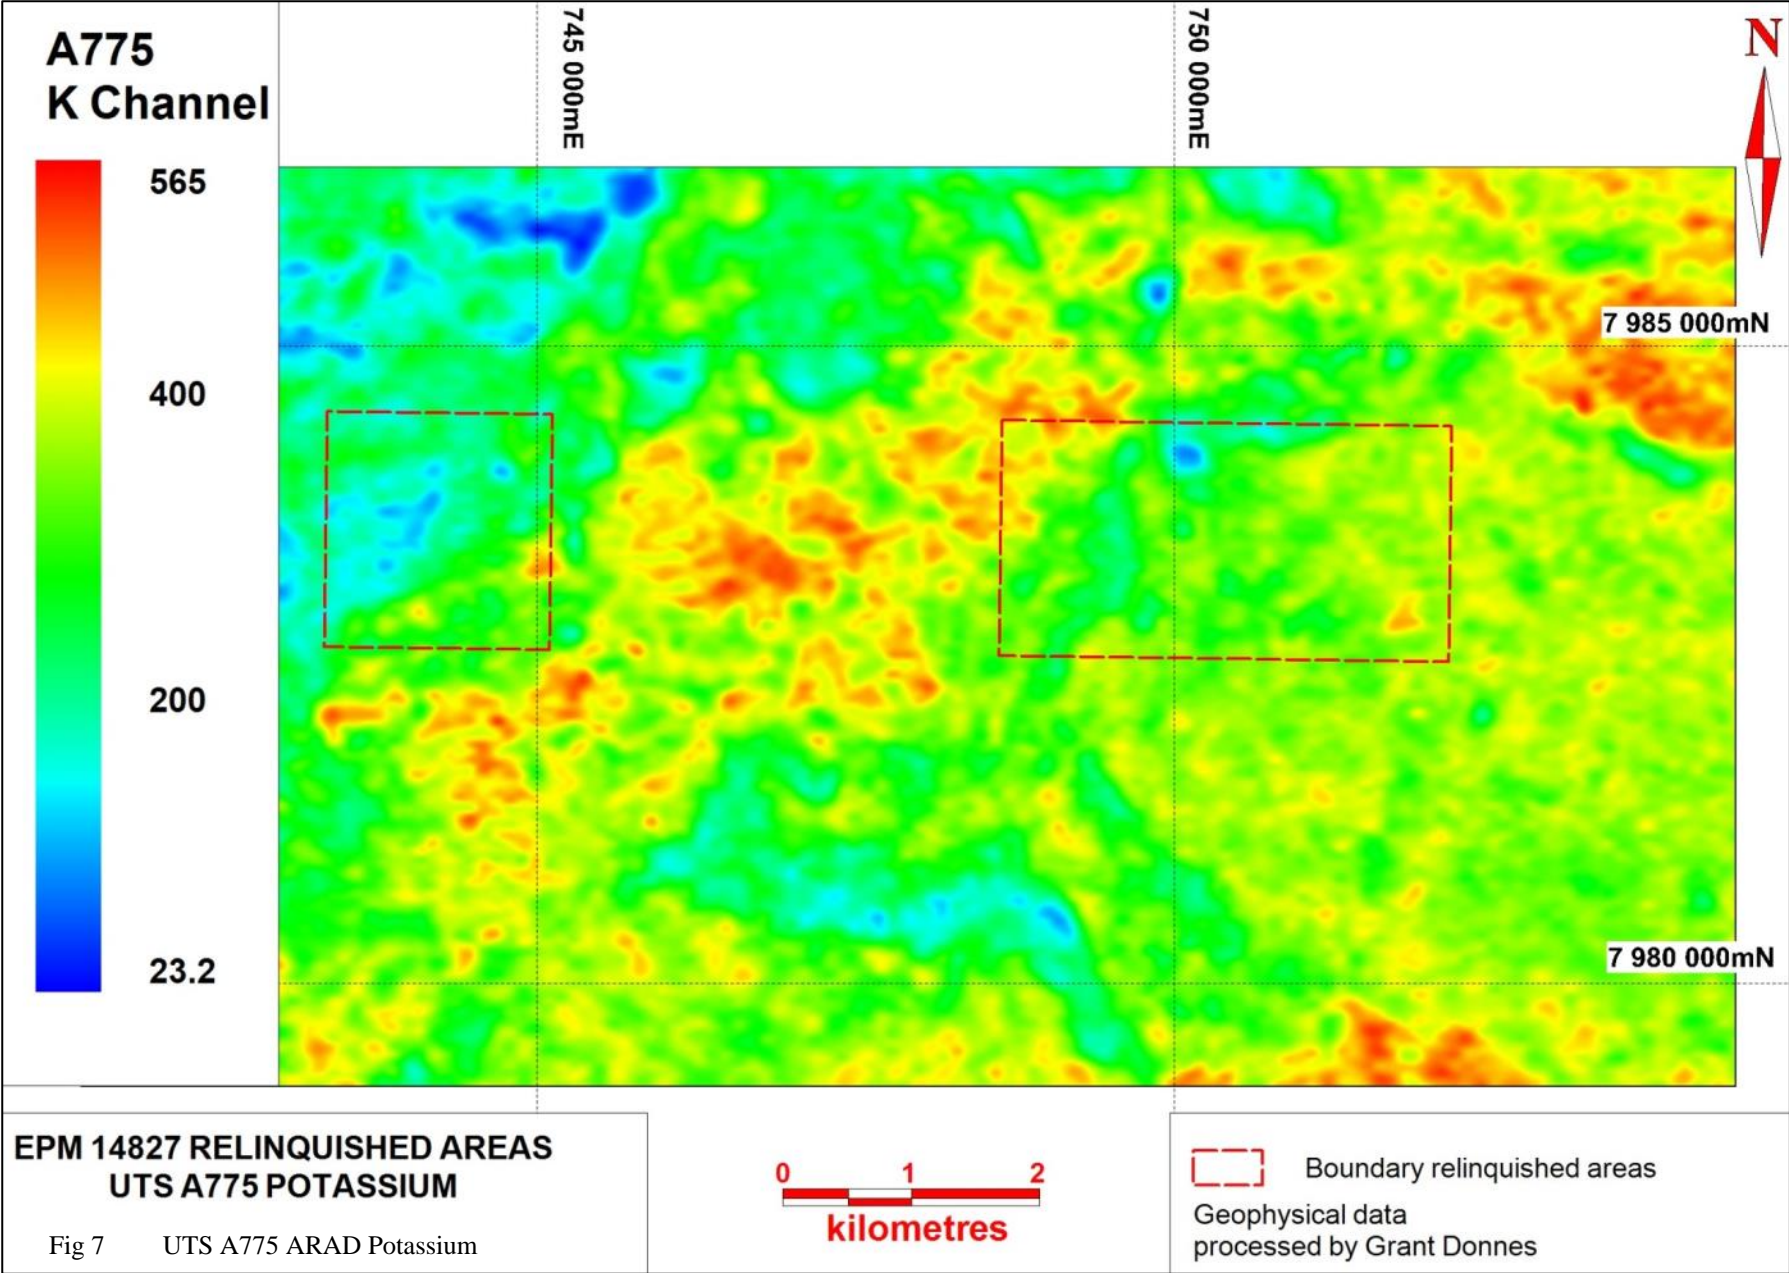 A775
K Channel
565
400
200
23.2
745 000mE
750 000mE
N
7 985 000mN
7 980 000mN
EPM 14827 RELINQUISHED AREAS
UTS A775 POTASSIUM
Fig 7 UTS A775 ARAD Potassium
0 1 2
kilometres
Boundary relinquished areas
Geophysical data
processed by Grant Donnes